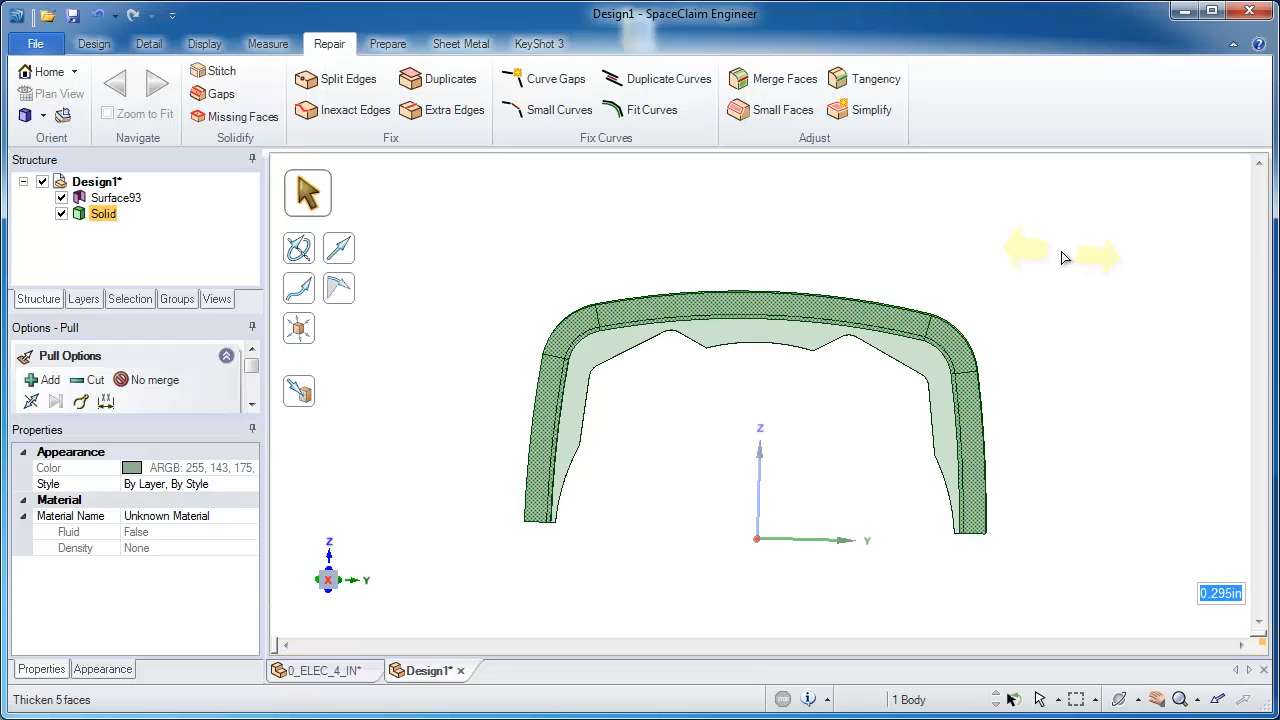 Design1 - SpaceClaim Engineer
File Design Detail Display Measure Repair Prepare Sheet Metal KeyShot 3
Home Stitch Split Edges Duplicates Curve Gaps Duplicate Curves Merge Faces Tangency
Plan View Gaps
Zoom to Fit Missing Faces Inexact Edges Extra Edges Small Curves Fit Curves Small Faces Simplify
Orient Navigate Solidify Fix Fix Curves Adjust
Structure
Design1*
Surface93
Solid
Structure Layers Selection Groups Views
Options - Pull
Pull Options
Add Cut No merge
Properties
Appearance
Color ARGB: 255, 143, 175,
Style By Layer, By Style
Material
Material Name Unknown Material
Fluid False
Density None
Properties Appearance
Z
Y
Z
X Y
0.295in
0_ELEC_4_IN* Design1*
Thicken 5 faces STOP 1 Body